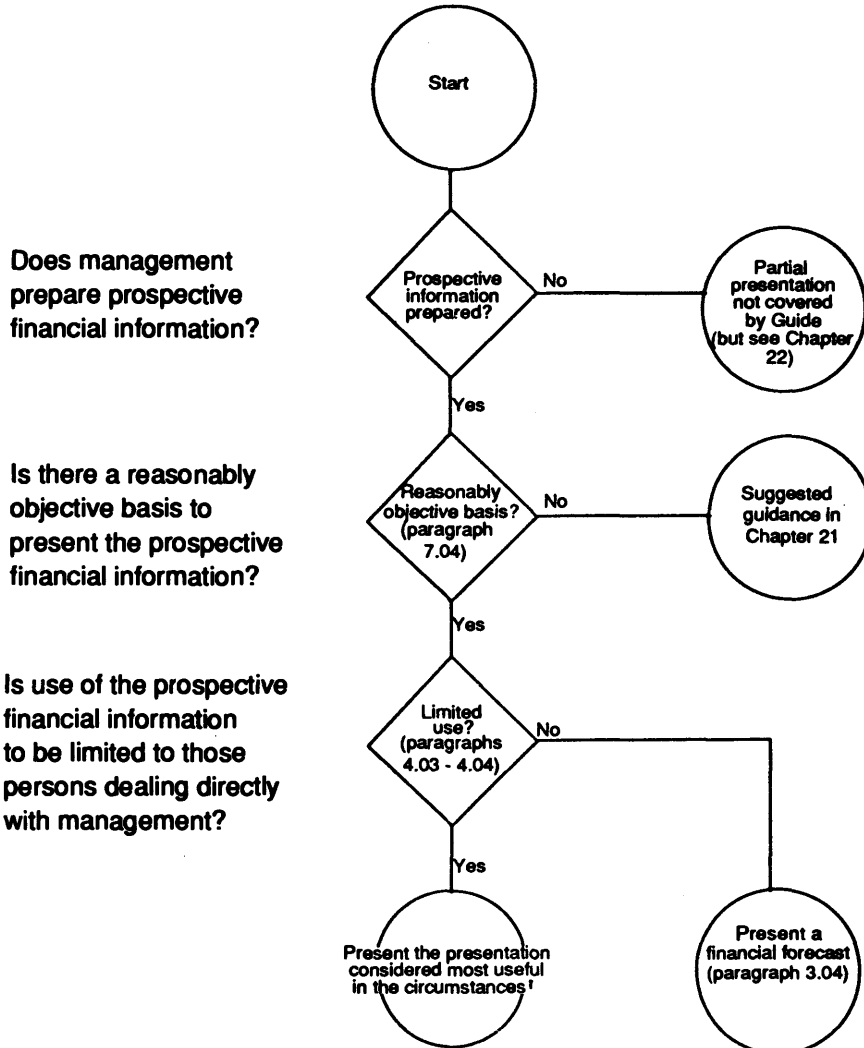 Start
Does management
prepare prospective
financial information?
Prospective
information
prepared?
No
Partial
presentation
not covered
by Guide
(but see Chapter
22)
Yes
Is there a reasonably
objective basis to
present the prospective
financial information?
Reasonably
objective basis?
(paragraph
7.04)
No
Suggested
guidance in
Chapter 21
Yes
Is use of the prospective
financial information
to be limited to those
persons dealing directly
with management?
Limited
use?
(paragraphs
4.03 - 4.04)
No
Yes
Present the presentation
considered most useful
in the circumstances
Present a
financial forecast
(paragraph 3.04)